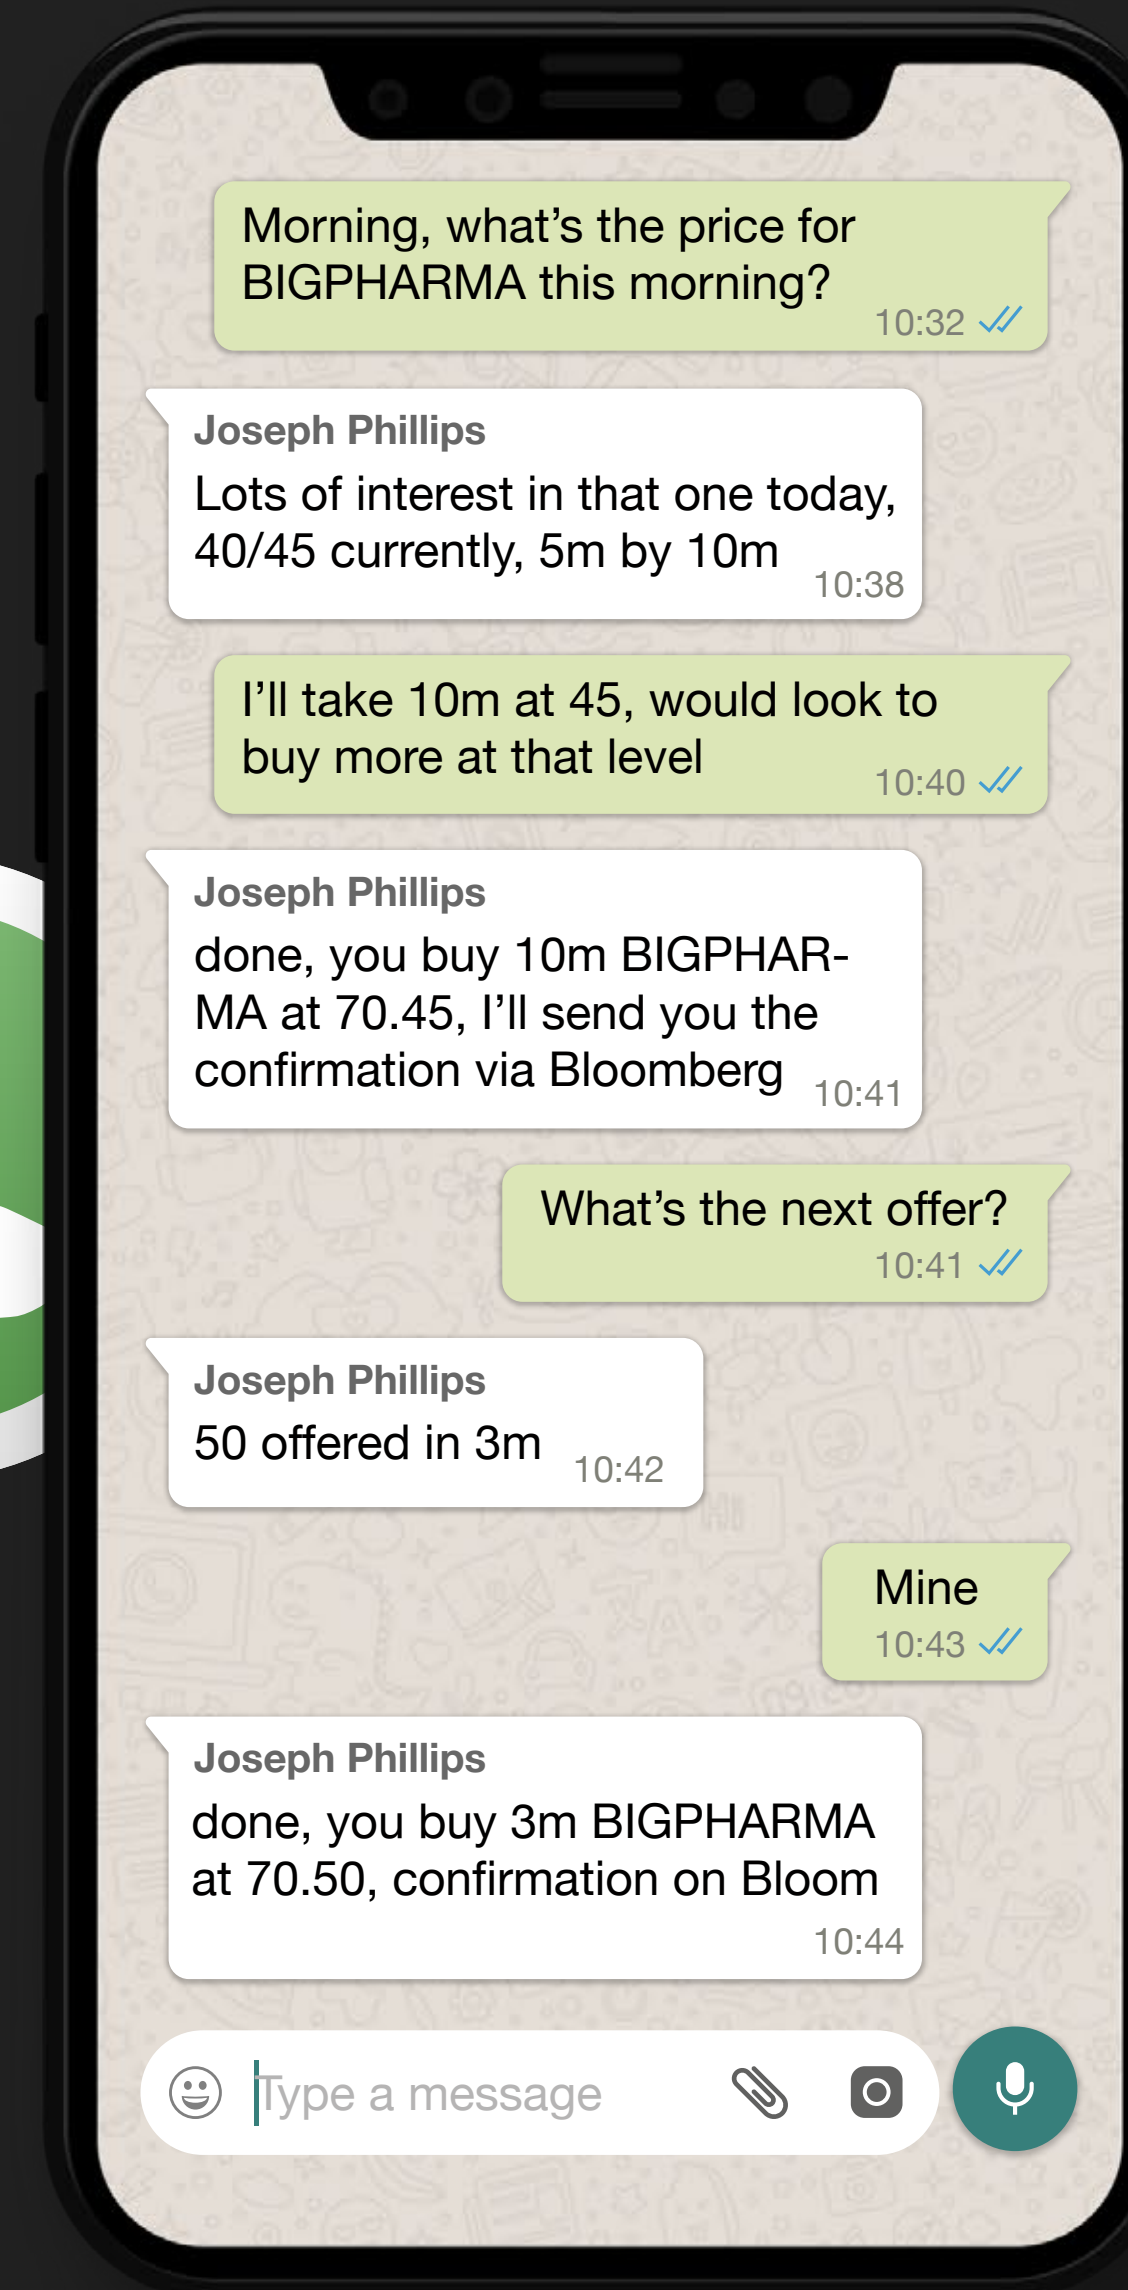 Morning, what’s the price for
BIGPHARMA this morning?
10:32
Joseph Phillips
Lots of interest in that one today,
40/45 currently, 5m by 10m
10:38
I’ll take 10m at 45, would look to
buy more at that level
10:40
Joseph Phillips
done, you buy 10m BIGPHAR-
MA at 70.45, I’ll send you the
confirmation via Bloomberg
10:41
What’s the next offer?
10:41
Joseph Phillips
50 offered in 3m
10:42
Mine
10:43
Joseph Phillips
done, you buy 3m BIGPHARMA
at 70.50, confirmation on Bloom
10:44
Type a message